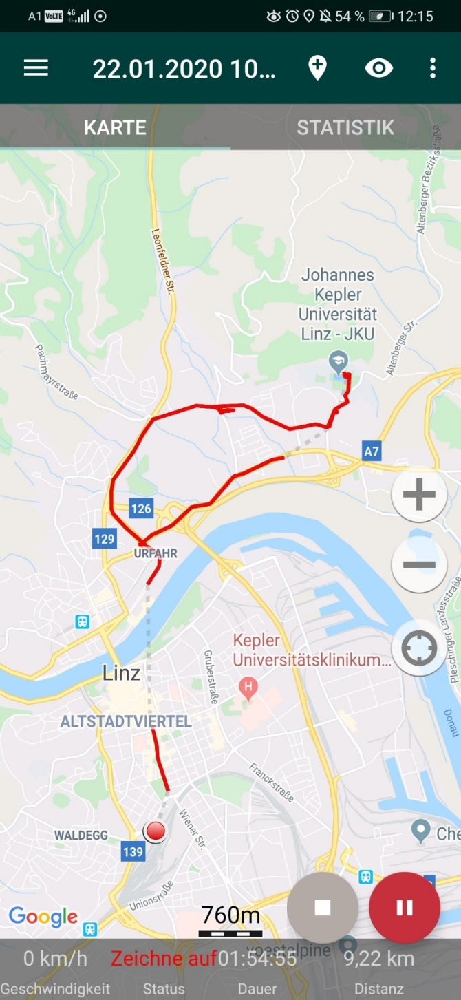 A1 VoLTE 4G 54 % 12:15
22.01.2020 10...
KARTE STATISTIK
Altenberger Bezirksstraße
Leonfeldner Str.
Johannes
Kepler
Universität
Linz - JKU
Altenberger Str.
Pachmayrstraße
A7
126
129
URFAHR
Pleschinger Landesstraße
Kepler
Universitätsklinikum...
Gruberstraße
Linz
H
ALTSTADTVIERTEL
Donau
Franckstraße
Wiener Str.
WALDEGG
Che
139
Unionstraße
Google
760m
voestalpine
0 km/h Zeichne auf 01:54:55 9,22 km
Geschwindigkeit Status Dauer Distanz